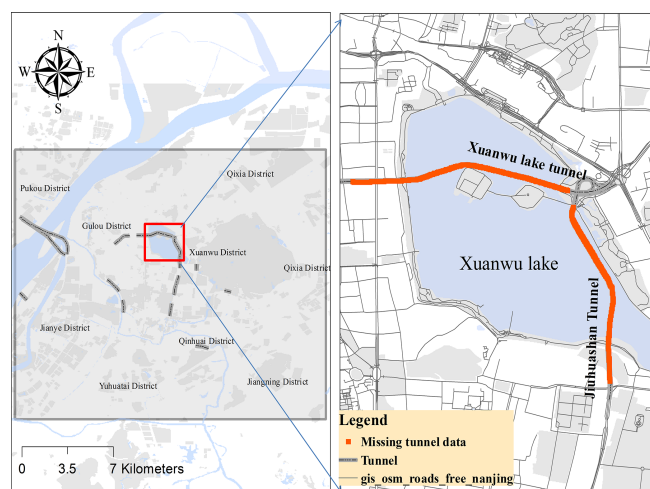 N
W E
S
Qixia District
Pukou District
Gulou District
Xuanwu District
Qixia District
Jianye District
Qinhuai District
Yuhuatai District
Jiangning District
0 3.5 7 Kilometers
Xuanwu lake tunnel
Xuanwu lake
Jiuhuashan Tunnel
Legend
Missing tunnel data
Tunnel
gis_osm_roads_free_nanjing